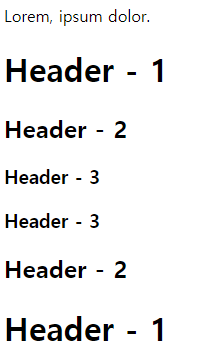 Lorem, ipsum dolor.
Header - 1
Header - 2
Header - 3
Header - 3
Header - 2
Header - 1